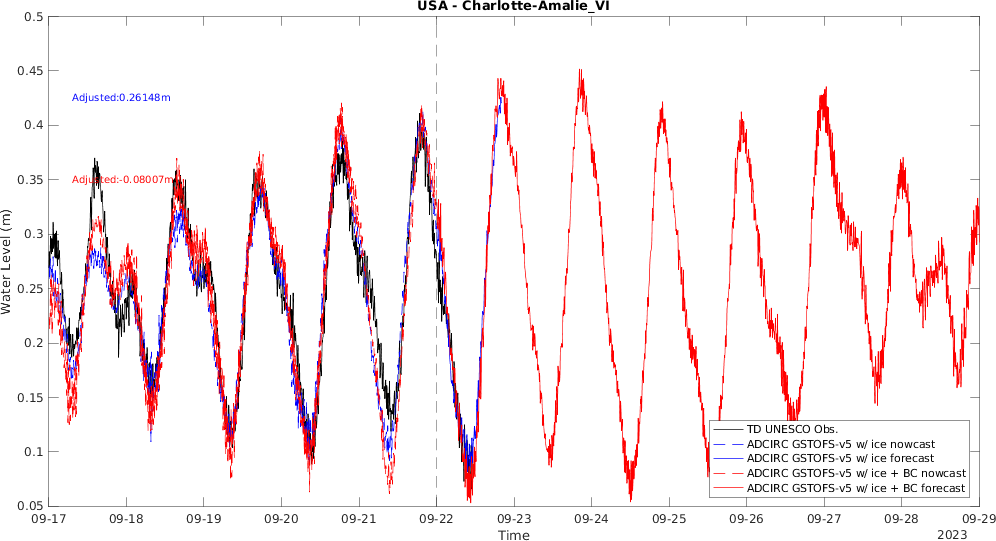 USA - Charlotte-Amalie_VI
0.5
0.45
0.4
0.35
0.3
0.25
0.2
0.15
0.1
0.05
Water Level (m)
Adjusted:0.26148m
Adjusted:-0.08007m
TD UNESCO Obs.
ADCIRC GSTOFS-v5 w/ ice nowcast
ADCIRC GSTOFS-v5 w/ ice forecast
ADCIRC GSTOFS-v5 w/ ice + BC nowcast
ADCIRC GSTOFS-v5 w/ ice + BC forecast
09-17 09-18 09-19 09-20 09-21 09-22 09-23 09-24 09-25 09-26 09-27 09-28 09-29
Time
2023